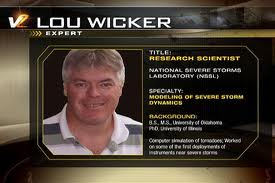 V2 LOU WICKER
EXPERT
TITLE:
RESEARCH SCIENTIST
NATIONAL SEVERE STORMS
LABORATORY (NSSL)
SPECIALTY:
MODELING OF SEVERE STORM
DYNAMICS
BACKGROUND:
B.S., M.S., University of Oklahoma
PhD, University of Illinois
Computer simulation of tornadoes; Worked
on some of the first deployments of
instruments near severe storms